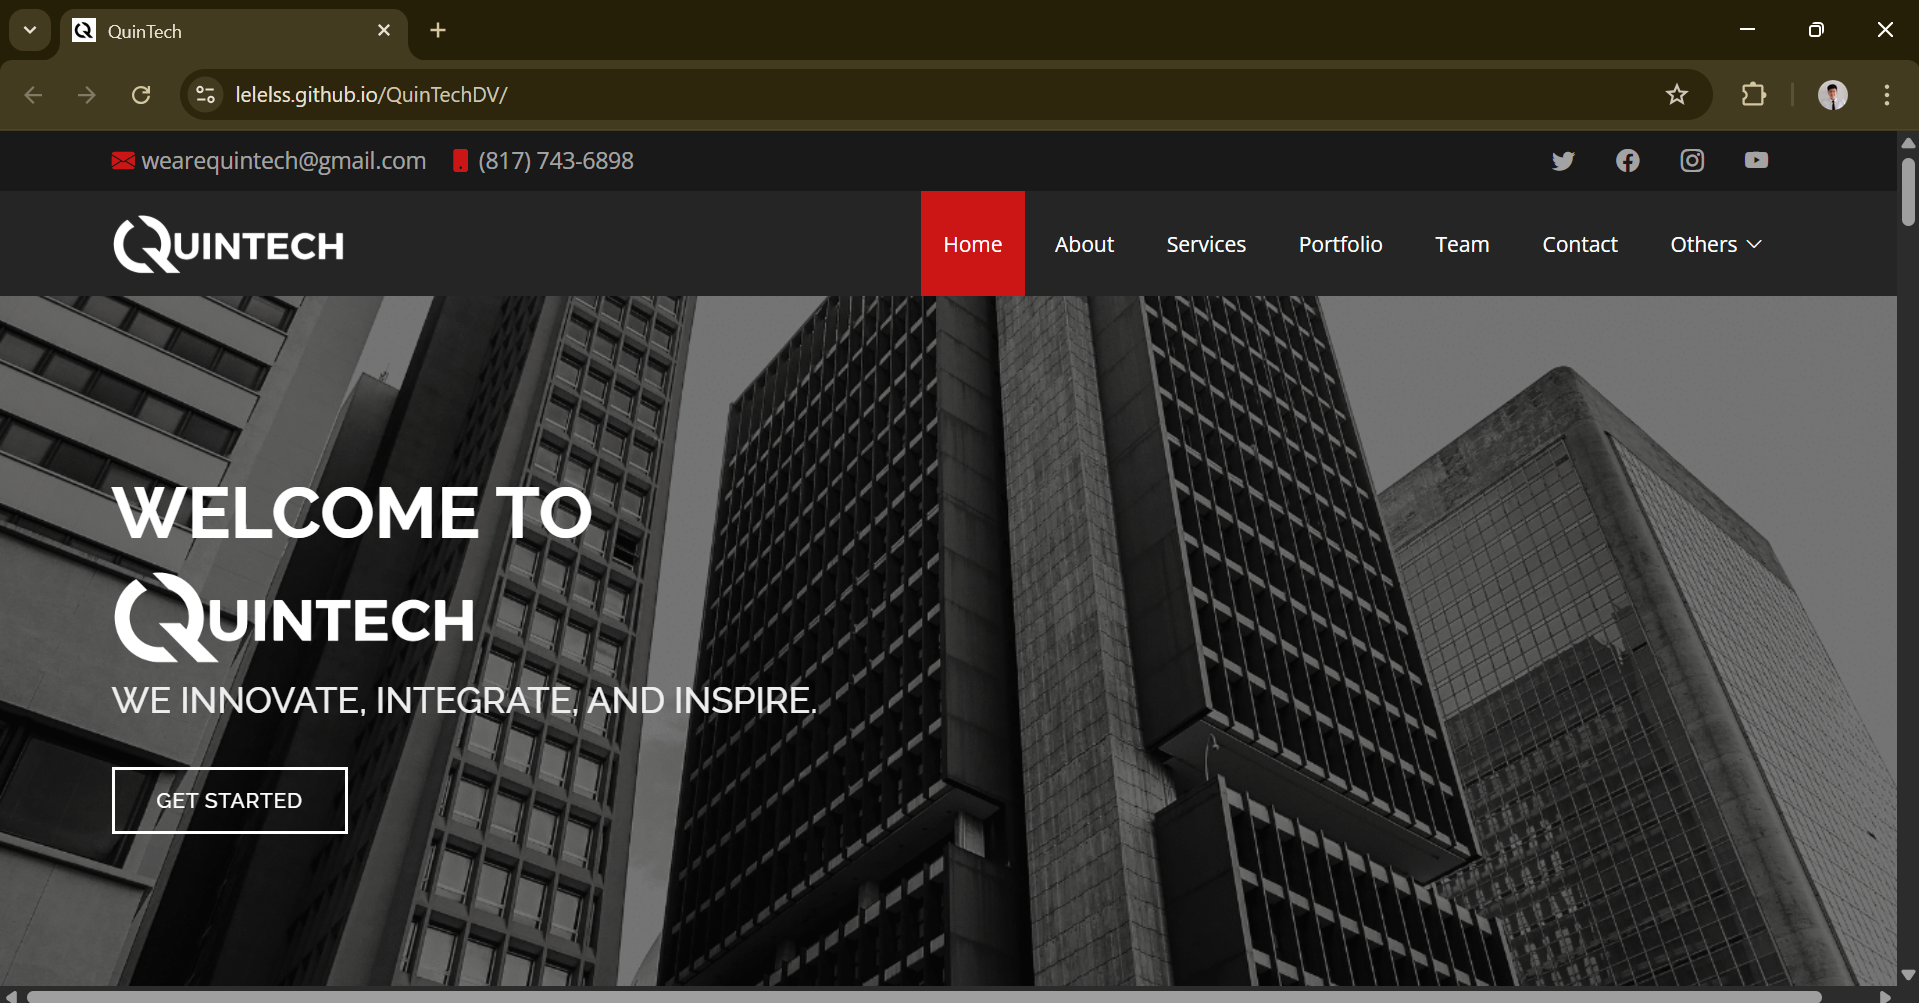 QuinTech
lelelss.github.io/QuinTechDV/
wearequintech@gmail.com (817) 743-6898
QUINTECH
Home About Services Portfolio Team Contact Others
WELCOME TO
QUINTECH
WE INNOVATE, INTEGRATE, AND INSPIRE.
GET STARTED